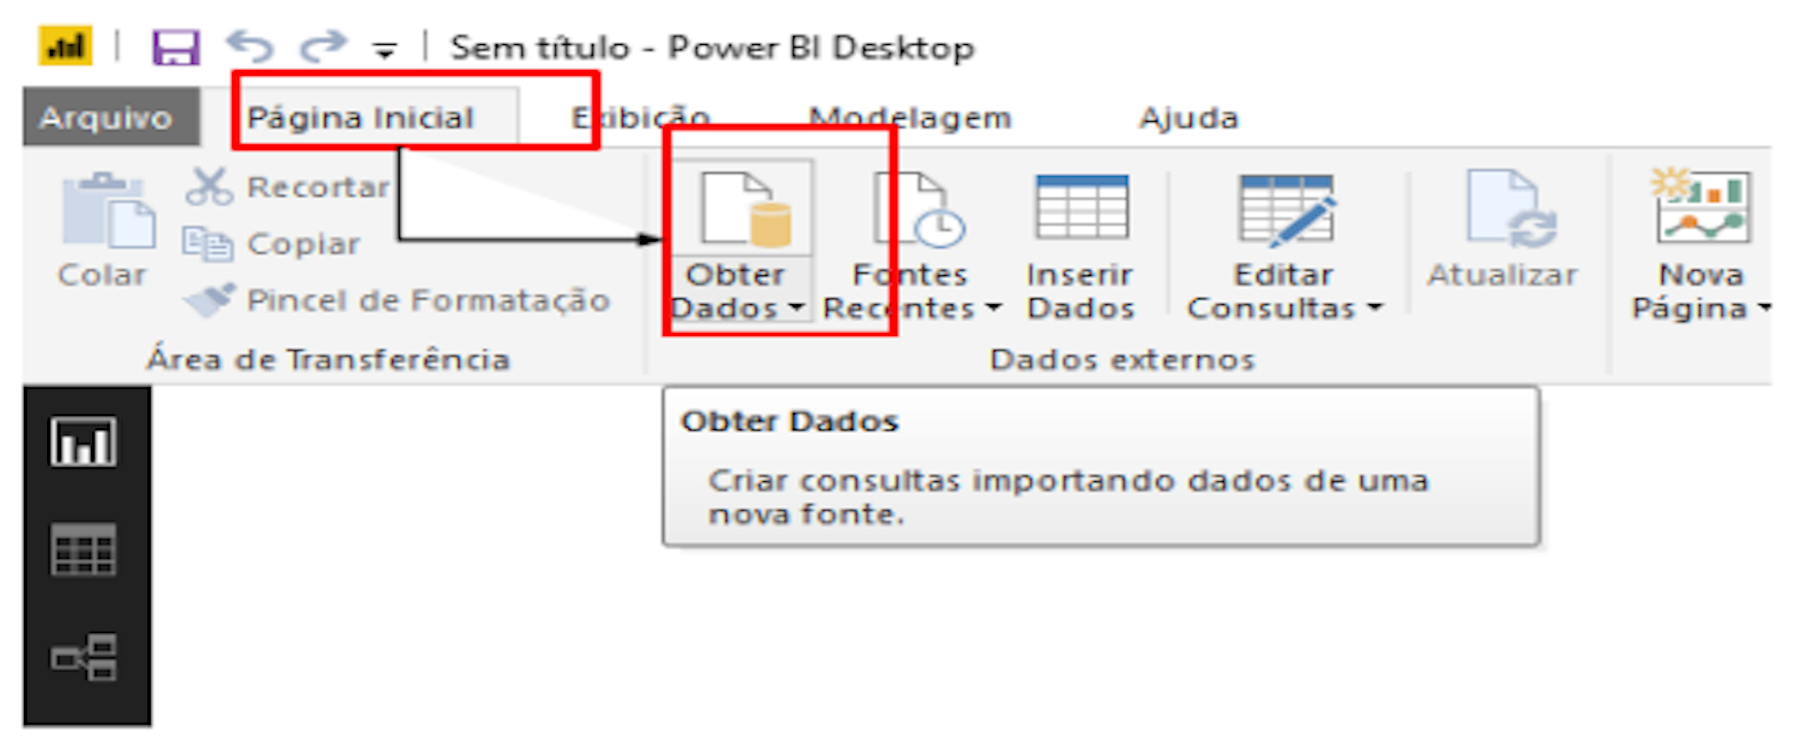 Sem título - Power BI Desktop
Arquivo Página Inicial Exibição Modelagem Ajuda
Colar
Recortar
Copiar
Pincel de Formatação
Área de Transferência
Obter
Dados
Fontes
Recentes
Inserir
Dados
Editar
Consultas
Atualizar
Dados externos
Nova
Página
Obter Dados
Criar consultas importando dados de uma
nova fonte.